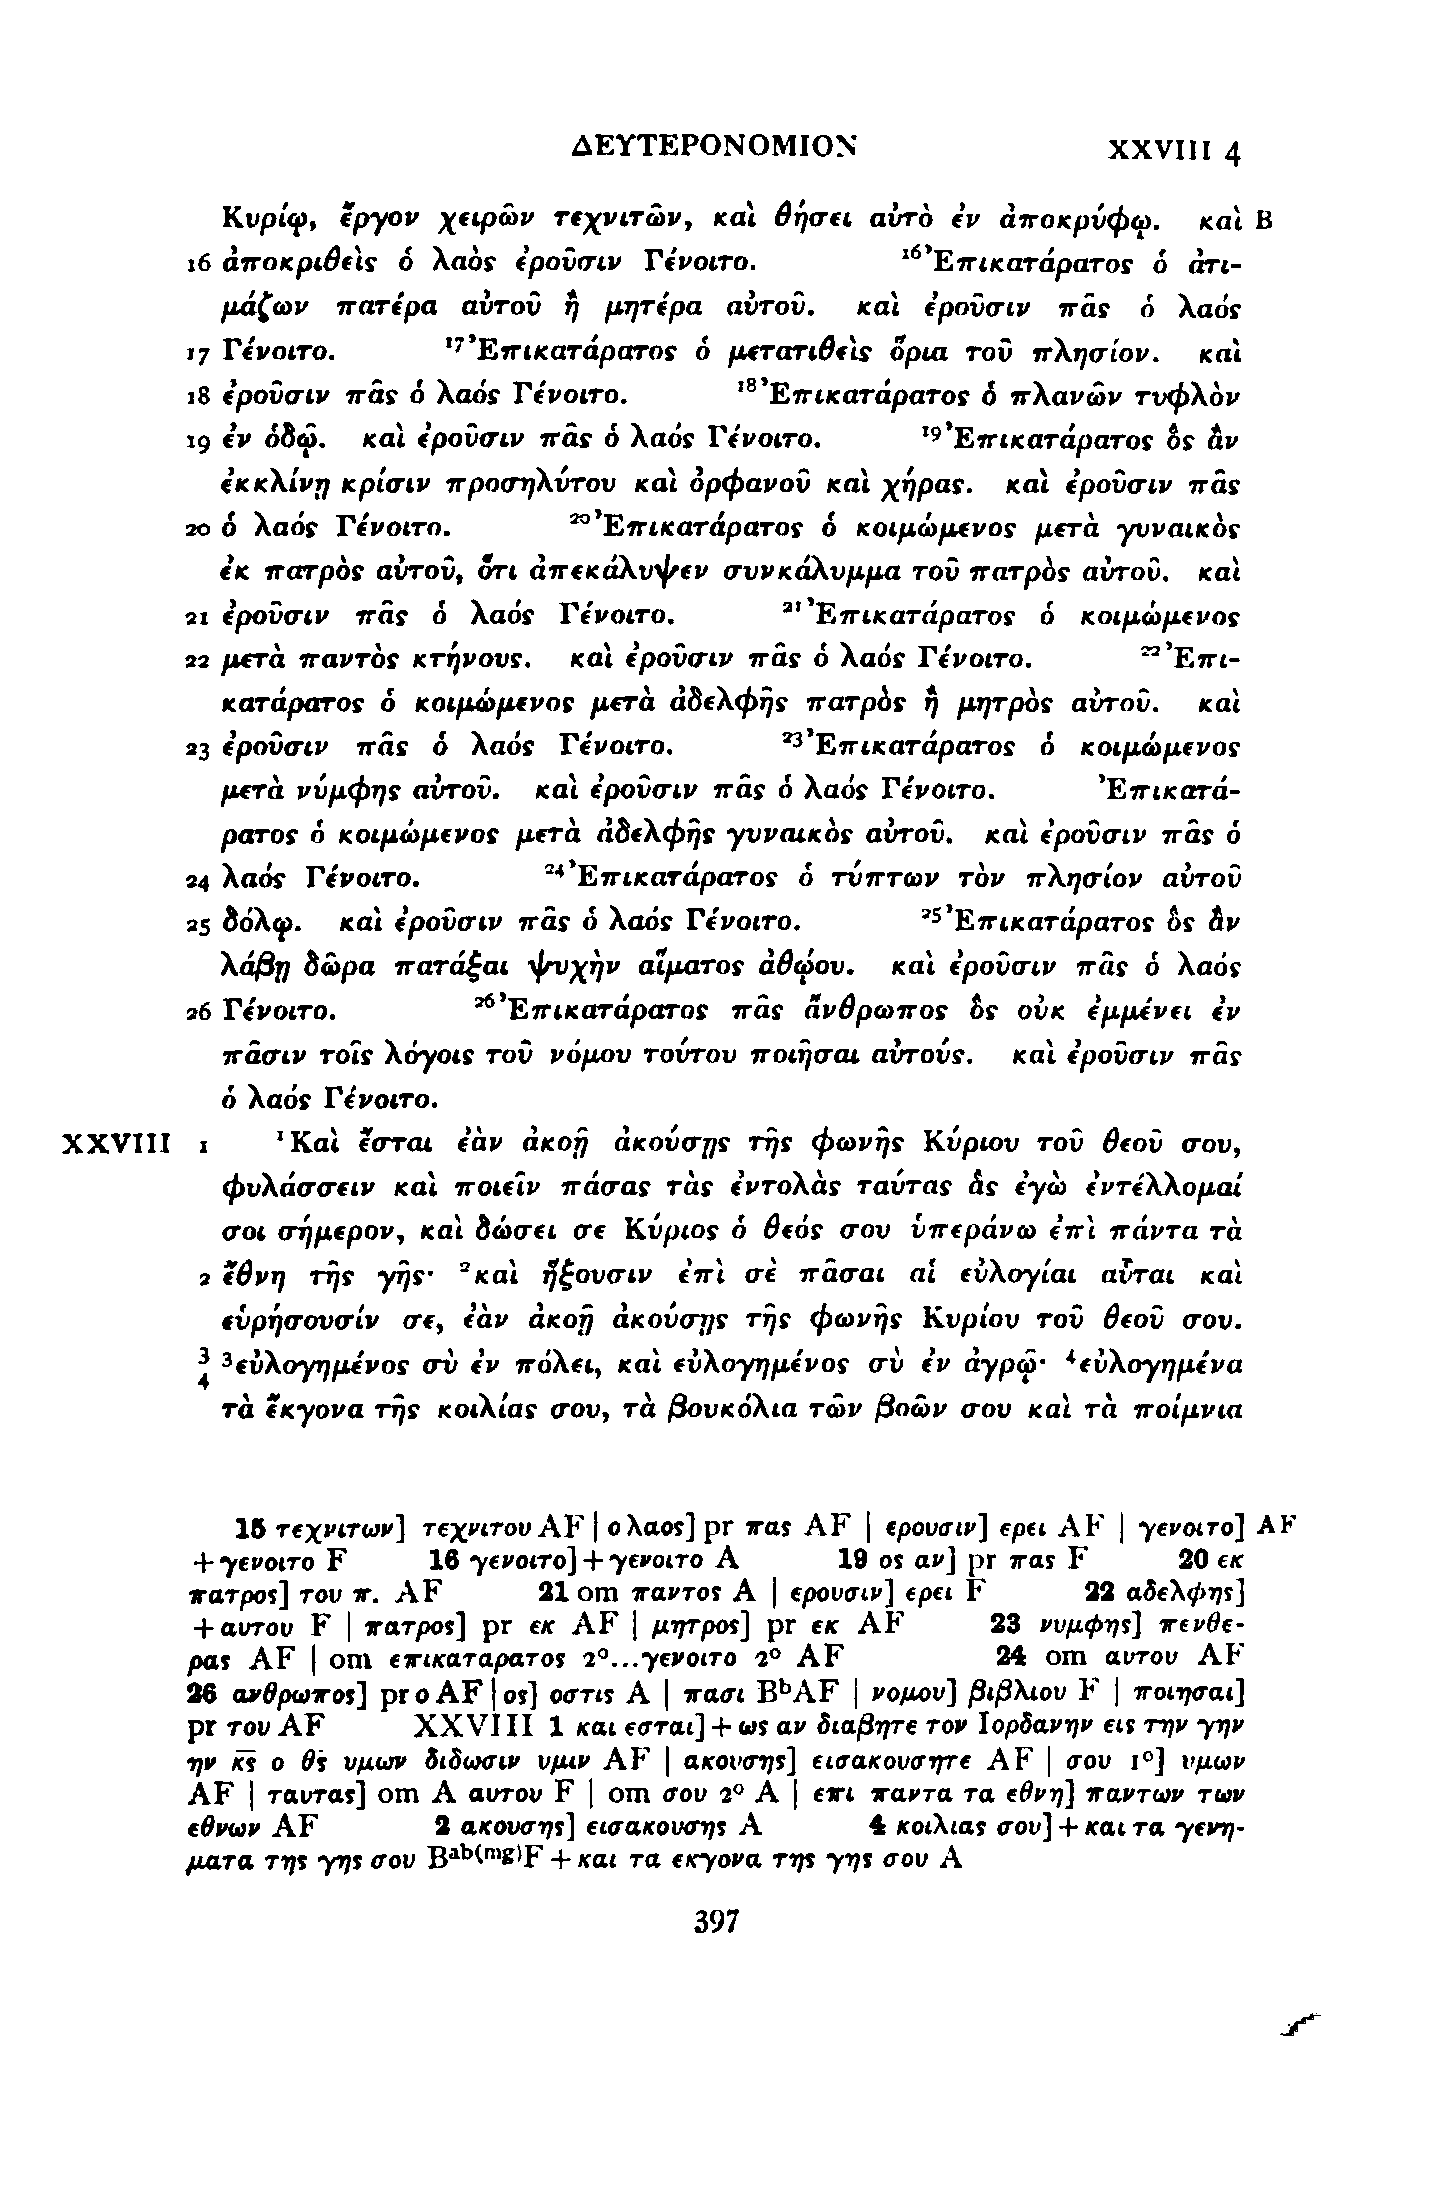 ΔΕΥΤΕΡΟΝΟΜΙΟΝ XXVIII 4
Κυρίῳ, ἔργον χειρῶν τεχνιτῶν, καὶ θήσει αὐτὸ ἐν ἀποκρύφῳ. καὶ B
16 ἀποκριθεὶς ὁ λαὸς ἐροῦσιν Γένοιτο. ¹⁶Ἐπικατάρατος ὁ ἀτι-
μάζων πατέρα αὐτοῦ ἢ μητέρα αὐτοῦ. καὶ ἐροῦσιν πᾶς ὁ λαός
17 Γένοιτο. ¹⁷Ἐπικατάρατος ὁ μετατιθεὶς ὅρια τοῦ πλησίον. καὶ
18 ἐροῦσιν πᾶς ὁ λαός Γένοιτο. ¹⁸Ἐπικατάρατος ὁ πλανῶν τυφλὸν
19 ἐν ὁδῷ. καὶ ἐροῦσιν πᾶς ὁ λαός Γένοιτο. ¹⁹Ἐπικατάρατος ὃς ἂν
ἐκκλίνῃ κρίσιν προσηλύτου καὶ ὀρφανοῦ καὶ χήρας. καὶ ἐροῦσιν πᾶς
20 ὁ λαός Γένοιτο. ²⁰Ἐπικατάρατος ὁ κοιμώμενος μετὰ γυναικὸς
ἐκ πατρὸς αὐτοῦ, ὅτι ἀπεκάλυψεν συνκάλυμμα τοῦ πατρὸς αὐτοῦ. καὶ
21 ἐροῦσιν πᾶς ὁ λαός Γένοιτο. ²¹Ἐπικατάρατος ὁ κοιμώμενος
22 μετὰ παντὸς κτήνους. καὶ ἐροῦσιν πᾶς ὁ λαός Γένοιτο. ²²Ἐπι-
κατάρατος ὁ κοιμώμενος μετὰ ἀδελφῆς πατρὸς ἢ μητρὸς αὐτοῦ. καὶ
23 ἐροῦσιν πᾶς ὁ λαός Γένοιτο. ²³Ἐπικατάρατος ὁ κοιμώμενος
μετὰ νύμφης αὐτοῦ. καὶ ἐροῦσιν πᾶς ὁ λαός Γένοιτο. Ἐπικατά-
ρατος ὁ κοιμώμενος μετὰ ἀδελφῆς γυναικὸς αὐτοῦ. καὶ ἐροῦσιν πᾶς ὁ
24 λαός Γένοιτο. ²⁴Ἐπικατάρατος ὁ τύπτων τὸν πλησίον αὐτοῦ
25 δόλῳ. καὶ ἐροῦσιν πᾶς ὁ λαός Γένοιτο. ²⁵Ἐπικατάρατος ὃς ἂν
λάβῃ δῶρα πατάξαι ψυχὴν αἵματος ἀθῴου. καὶ ἐροῦσιν πᾶς ὁ λαός
26 Γένοιτο. ²⁶Ἐπικατάρατος πᾶς ἄνθρωπος ὃς οὐκ ἐμμένει ἐν
πᾶσιν τοῖς λόγοις τοῦ νόμου τούτου ποιῆσαι αὐτούς. καὶ ἐροῦσιν πᾶς
ὁ λαός Γένοιτο.
XXVIII 1 ¹Καὶ ἔσται ἐὰν ἀκοῇ ἀκούσῃς τῆς φωνῆς Κύριου τοῦ θεοῦ σου,
φυλάσσειν καὶ ποιεῖν πάσας τὰς ἐντολὰς ταύτας ἃς ἐγὼ ἐντέλλομαί
σοι σήμερον, καὶ δώσει σε Κύριος ὁ θεός σου ὑπεράνω ἐπὶ πάντα τὰ
2 ἔθνη τῆς γῆς· ²καὶ ἥξουσιν ἐπὶ σὲ πᾶσαι αἱ εὐλογίαι αὗται καὶ
εὑρήσουσίν σε, ἐὰν ἀκοῇ ἀκούσῃς τῆς φωνῆς Κυρίου τοῦ θεοῦ σου.
3 ³εὐλογημένος σὺ ἐν πόλει, καὶ εὐλογημένος σὺ ἐν ἀγρῷ· ⁴εὐλογημένα
4 τὰ ἔκγονα τῆς κοιλίας σου, τὰ βουκόλια τῶν βοῶν σου καὶ τὰ ποίμνια
15 τεχνιτων] τεχνιτου AF | ο λαος] pr πας AF | ερουσιν] ερει AF | γενοιτο] AF
+γενοιτο F 16 γενοιτο]+γενοιτο A 19 ος αν] pr πας F 20 εκ
πατρος] του π. AF 21 om παντος A | ερουσιν] ερει F 22 αδελφης]
+αυτου F | πατρος] pr εκ AF | μητρος] pr εκ AF 23 νυμφης] πενθε-
ρας AF | om επικαταρατος 2°...γενοιτο 2° AF 24 om αυτου AF
26 ανθρωπος] pr ο AF | ος] οστις A | πασι BᵇAF | νομου] βιβλιου F | ποιησαι]
pr του AF XXVIII 1 και εσται]+ως αν διαβητε τον Ιορδανην εις την γην
ην κ̅ς̅ ο θ̅ς̅ υμων διδωσιν υμιν AF | ακουσης] εισακουσητε AF | σου 1°] υμων
AF | ταυτας] om A αυτου F | om σου 2° A | επι παντα τα εθνη] παντων των
εθνων AF 2 ακουσης] εισακουσης A 4 κοιλιας σου]+και τα γενη-
ματα της γης σου Bᵃᵇ⁽ᵐᵍ⁾F +και τα εκγονα της γης σου A
397